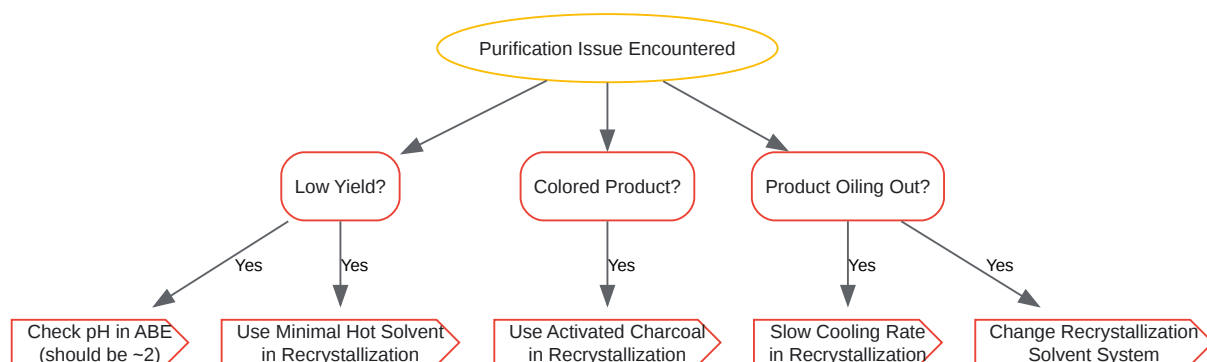 Purification Issue Encountered
Low Yield?
Colored Product?
Product Oiling Out?
Yes
Yes
Yes
Yes
Yes
Check pH in ABE
(should be ~2)
Use Minimal Hot Solvent
in Recrystallization
Use Activated Charcoal
in Recrystallization
Slow Cooling Rate
in Recrystallization
Change Recrystallization
Solvent System